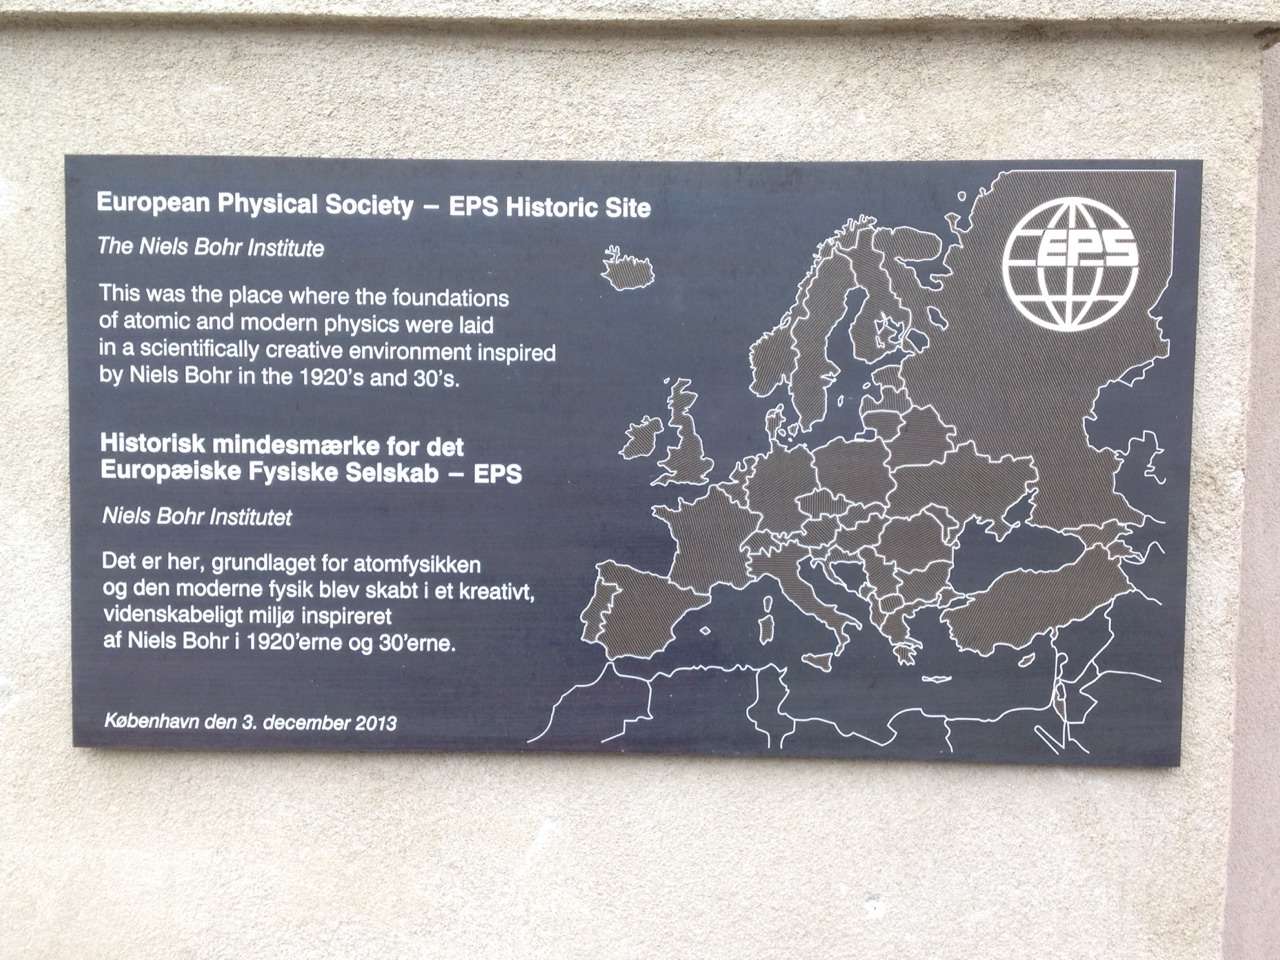 European Physical Society – EPS Historic Site
The Niels Bohr Institute
This was the place where the foundations
of atomic and modern physics were laid
in a scientifically creative environment inspired
by Niels Bohr in the 1920's and 30's.
Historisk mindesmærke for det
Europæiske Fysiske Selskab – EPS
Niels Bohr Institutet
Det er her, grundlaget for atomfysikken
og den moderne fysik blev skabt i et kreativt,
videnskabeligt miljø inspireret
af Niels Bohr i 1920'erne og 30'erne.
København den 3. december 2013
EPS